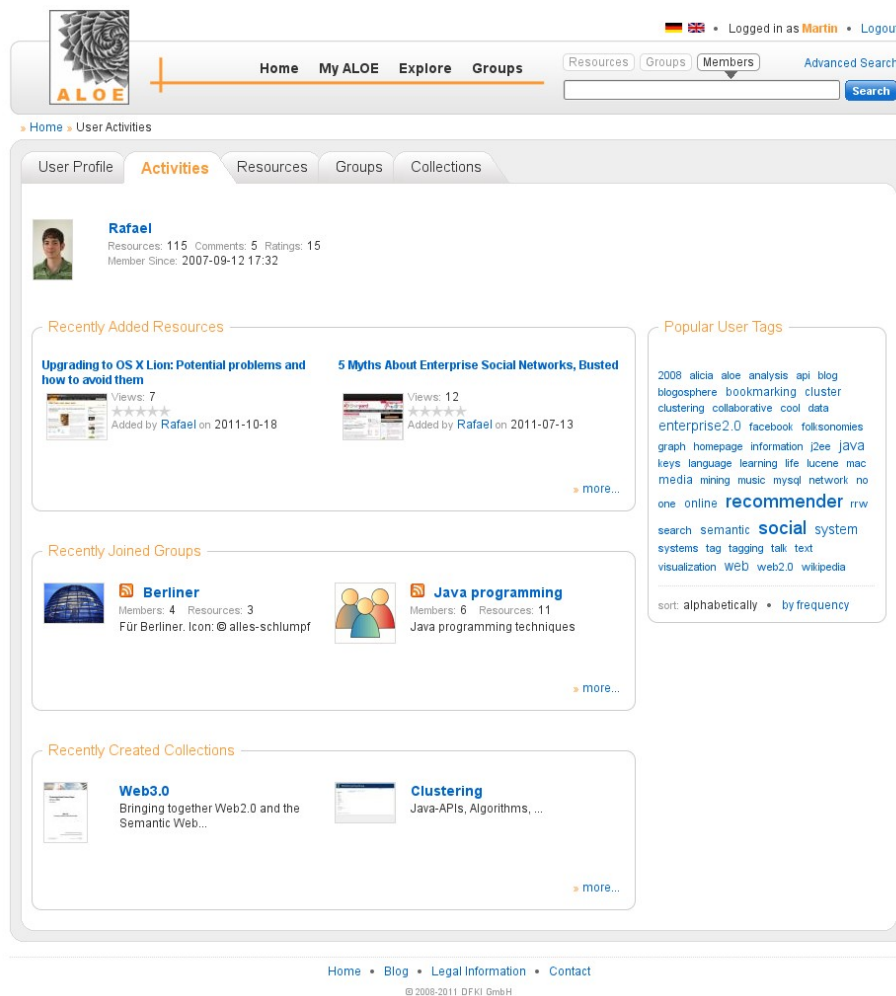 • Logged in as Martin • Logout
ALOE
Home My ALOE Explore Groups
Resources Groups Members Advanced Search
Search
» Home » User Activities
User Profile Activities Resources Groups Collections
Rafael
Resources: 115 Comments: 5 Ratings: 15
Member Since: 2007-09-12 17:32
Recently Added Resources
Upgrading to OS X Lion: Potential problems and
how to avoid them
Views: 7
Added by Rafael on 2011-10-18
5 Myths About Enterprise Social Networks, Busted
Views: 12
Added by Rafael on 2011-07-13
» more...
Recently Joined Groups
Berliner
Members: 4 Resources: 3
Für Berliner. Icon: © alles-schlumpf
Java programming
Members: 6 Resources: 11
Java programming techniques
» more...
Recently Created Collections
Web3.0
Bringing together Web2.0 and the
Semantic Web...
Clustering
Java-APIs, Algorithms, ...
» more...
Popular User Tags
2008 alicia aloe analysis api blog
blogosphere bookmarking cluster
clustering collaborative cool data
enterprise2.0 facebook folksonomies
graph homepage information j2ee java
keys language learning life lucene mac
media mining music mysql network no
one online recommender rrw
search semantic social system
systems tag tagging talk text
visualization web web2.0 wikipedia
sort: alphabetically • by frequency
Home • Blog • Legal Information • Contact
© 2008-2011 DFKI GmbH